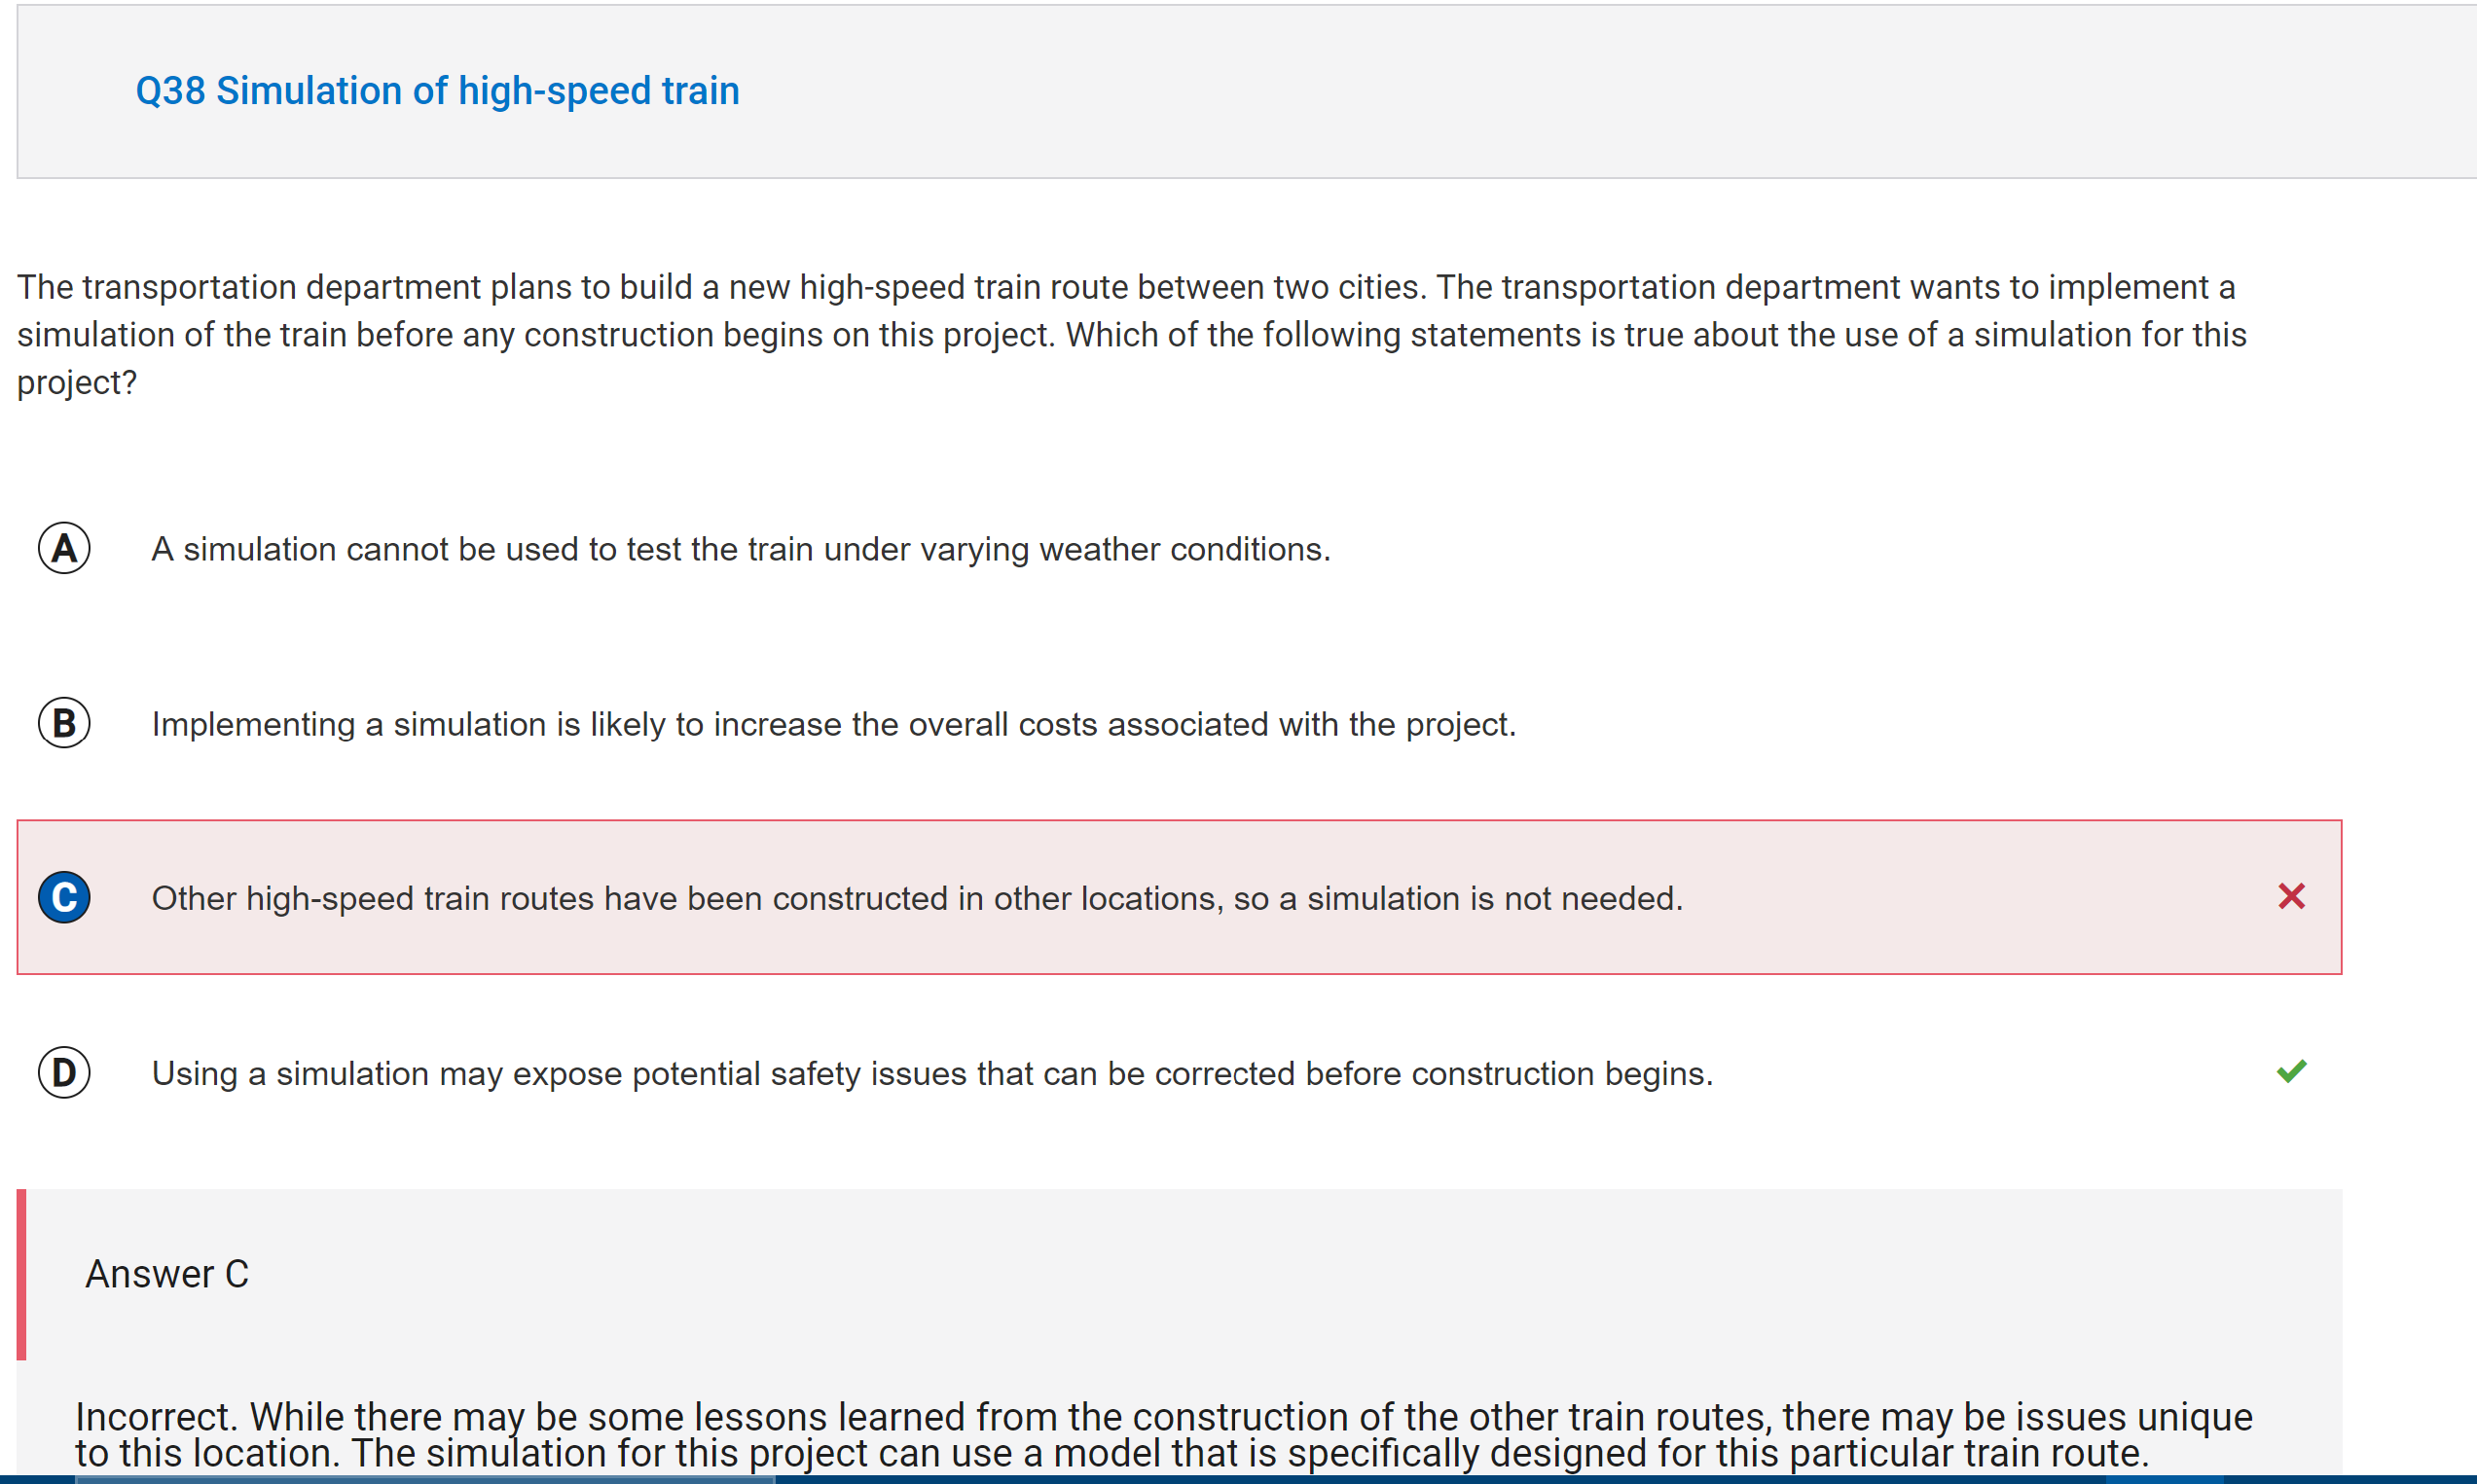 Q38 Simulation of high-speed train
The transportation department plans to build a new high-speed train route between two cities. The transportation department wants to implement a
simulation of the train before any construction begins on this project. Which of the following statements is true about the use of a simulation for this
project?
A A simulation cannot be used to test the train under varying weather conditions.
B Implementing a simulation is likely to increase the overall costs associated with the project.
C Other high-speed train routes have been constructed in other locations, so a simulation is not needed.
D Using a simulation may expose potential safety issues that can be corrected before construction begins.
Answer C
Incorrect. While there may be some lessons learned from the construction of the other train routes, there may be issues unique
to this location. The simulation for this project can use a model that is specifically designed for this particular train route.